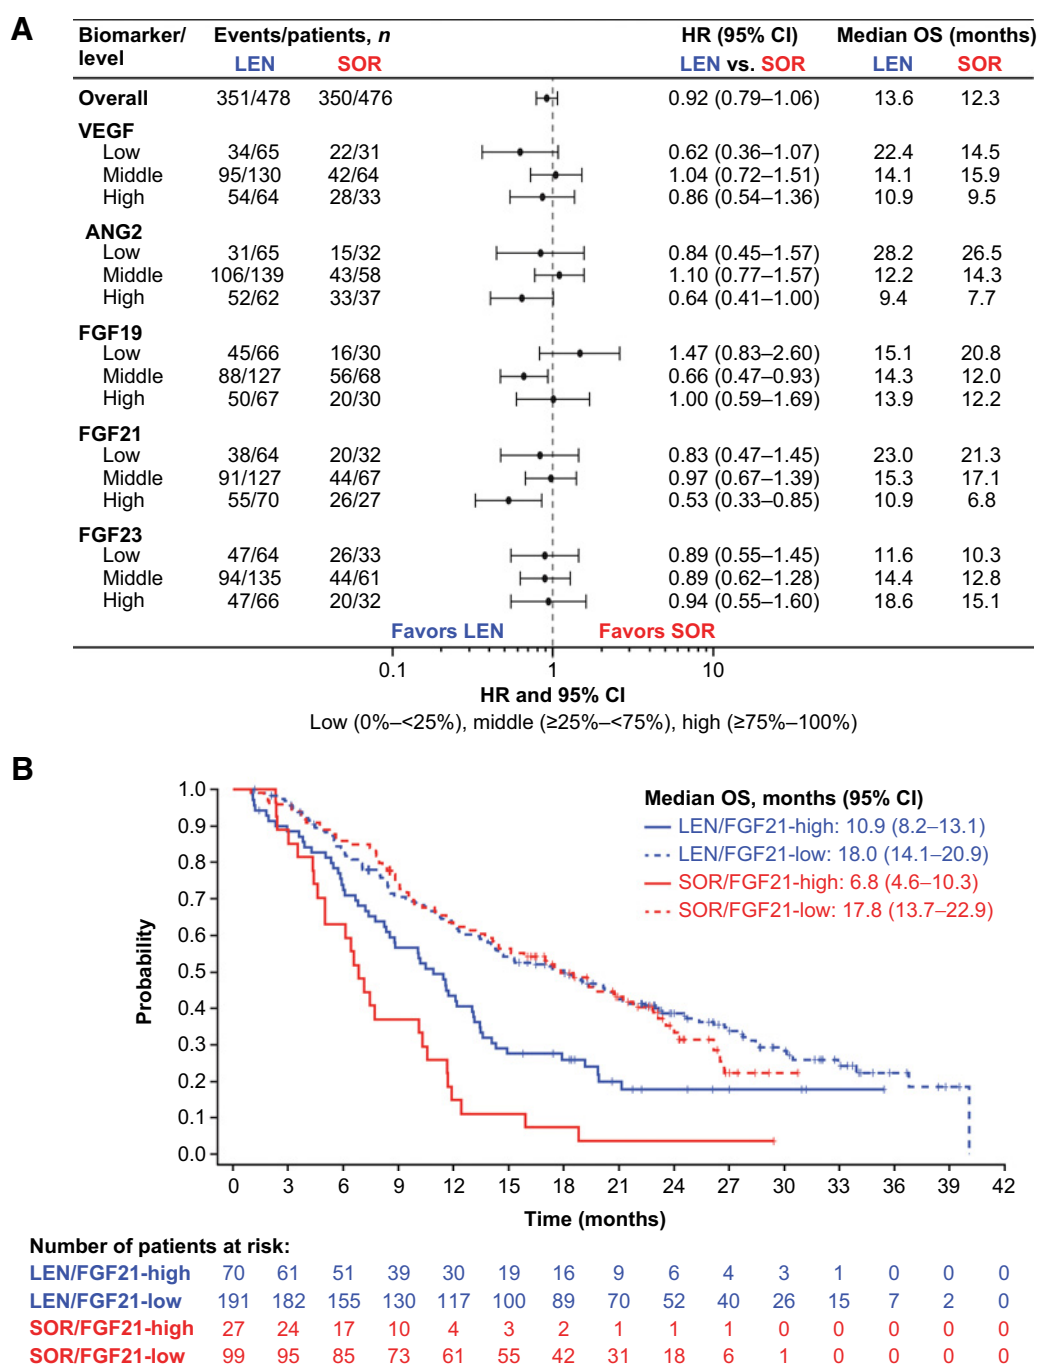 A
Biomarker/ Events/patients, n HR (95% CI) Median OS (months)
level LEN SOR LEN vs. SOR LEN SOR
Overall 351/478 350/476 0.92 (0.79–1.06) 13.6 12.3
VEGF
Low 34/65 22/31 0.62 (0.36–1.07) 22.4 14.5
Middle 95/130 42/64 1.04 (0.72–1.51) 14.1 15.9
High 54/64 28/33 0.86 (0.54–1.36) 10.9 9.5
ANG2
Low 31/65 15/32 0.84 (0.45–1.57) 28.2 26.5
Middle 106/139 43/58 1.10 (0.77–1.57) 12.2 14.3
High 52/62 33/37 0.64 (0.41–1.00) 9.4 7.7
FGF19
Low 45/66 16/30 1.47 (0.83–2.60) 15.1 20.8
Middle 88/127 56/68 0.66 (0.47–0.93) 14.3 12.0
High 50/67 20/30 1.00 (0.59–1.69) 13.9 12.2
FGF21
Low 38/64 20/32 0.83 (0.47–1.45) 23.0 21.3
Middle 91/127 44/67 0.97 (0.67–1.39) 15.3 17.1
High 55/70 26/27 0.53 (0.33–0.85) 10.9 6.8
FGF23
Low 47/64 26/33 0.89 (0.55–1.45) 11.6 10.3
Middle 94/135 44/61 0.89 (0.62–1.28) 14.4 12.8
High 47/66 20/32 0.94 (0.55–1.60) 18.6 15.1
Favors LEN Favors SOR
0.1 1 10
HR and 95% CI
Low (0%–<25%), middle (≥25%–<75%), high (≥75%–100%)
B
Median OS, months (95% CI)
LEN/FGF21-high: 10.9 (8.2–13.1)
LEN/FGF21-low: 18.0 (14.1–20.9)
SOR/FGF21-high: 6.8 (4.6–10.3)
SOR/FGF21-low: 17.8 (13.7–22.9)
Probability
1.0
0.9
0.8
0.7
0.6
0.5
0.4
0.3
0.2
0.1
0.0
0 3 6 9 12 15 18 21 24 27 30 33 36 39 42
Time (months)
Number of patients at risk:
LEN/FGF21-high 70 61 51 39 30 19 16 9 6 4 3 1 0 0 0
LEN/FGF21-low 191 182 155 130 117 100 89 70 52 40 26 15 7 2 0
SOR/FGF21-high 27 24 17 10 4 3 2 1 1 1 0 0 0 0 0
SOR/FGF21-low 99 95 85 73 61 55 42 31 18 6 1 0 0 0 0